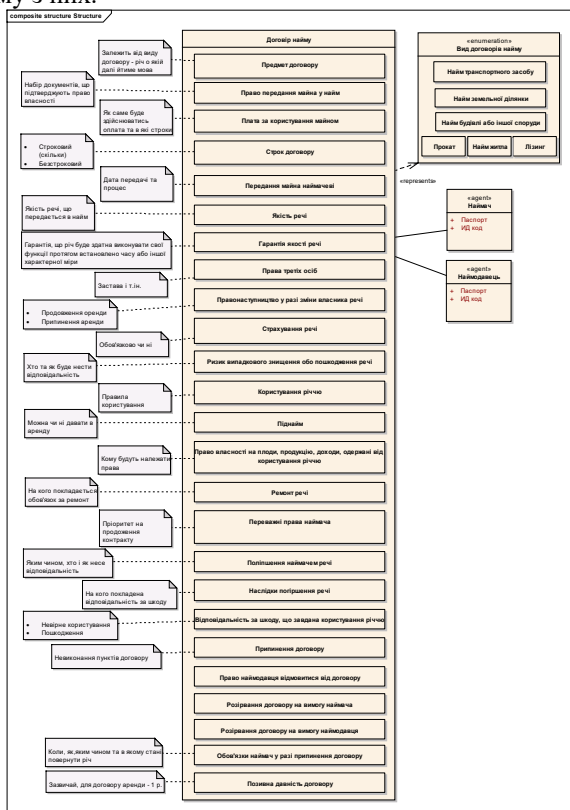 му з них.
composite structure Structure
Договір найму
Залежить від виду
договору - річ о якій
далі йтиме мова
Предмет договору
Набір документів, що
підтверджують право
власності
Право передання майна у найм
Як саме буде
здійснюватись
оплата та в які строки
Плата за користування майном
Строковий
(скільки)
Безстроковий
Строк договору
Дата передачі та
процес
Передання майна наймачеві
Якість речі, що
передається в найм
Якість речі
Гарантія, що річ буде здатна виконувати свої
функції протягом встановлено часу або іншої
характерної міри
Гарантія якості речі
Застава і т.ін.
Права третіх осіб
Продовження оренди
Припинення аренди
Правонаступництво у разі зміни власника речі
Обов'язково чи ні
Страхування речі
Хто та як буде нести
відповідальність
Ризик випадкового знищення або пошкодження речі
Правила
користування
Користування річчю
Можна чи ні давати в
аренду
Піднайм
Кому будуть належати
права
Право власності на плоди, продукцію, доходи, одержані від
користування річчю
На кого покладається
обов'язок за ремонт
Ремонт речі
Пріоритет на
продоження
контракту
Переважні права наймача
Яким чином, хто і як несе
відповідальність
Поліпшення наймачем речі
На кого покладена
відповідальність за шкоду
Наслідки погіршення речі
Невірне користування
Пошкодження
Відповідальність за шкоду, що завдана користування річчю
Невиконання пунктів договору
Припинення договору
Право наймодавця відмовитися від договору
Розірвання договору на вимогу наймача
Розірвання договору на вимогу наймодавця
Коли, як,яким чином та в якому стані
повернути річ
Обов'язки наймач у разі припинення договору
Зазвичай, для договору аренди - 1 р.
Позивна давність договору
«enumeration»
Вид договорів найму
Найм транспортного засобу
Найм земельної ділянки
Найм будівлі або іншої споруди
Прокат
Найм житла
Лізинг
«represents»
«agent»
Наймач
+ Паспорт
+ ИД код
«agent»
Наймодавець
+ Паспорт
+ ИД код